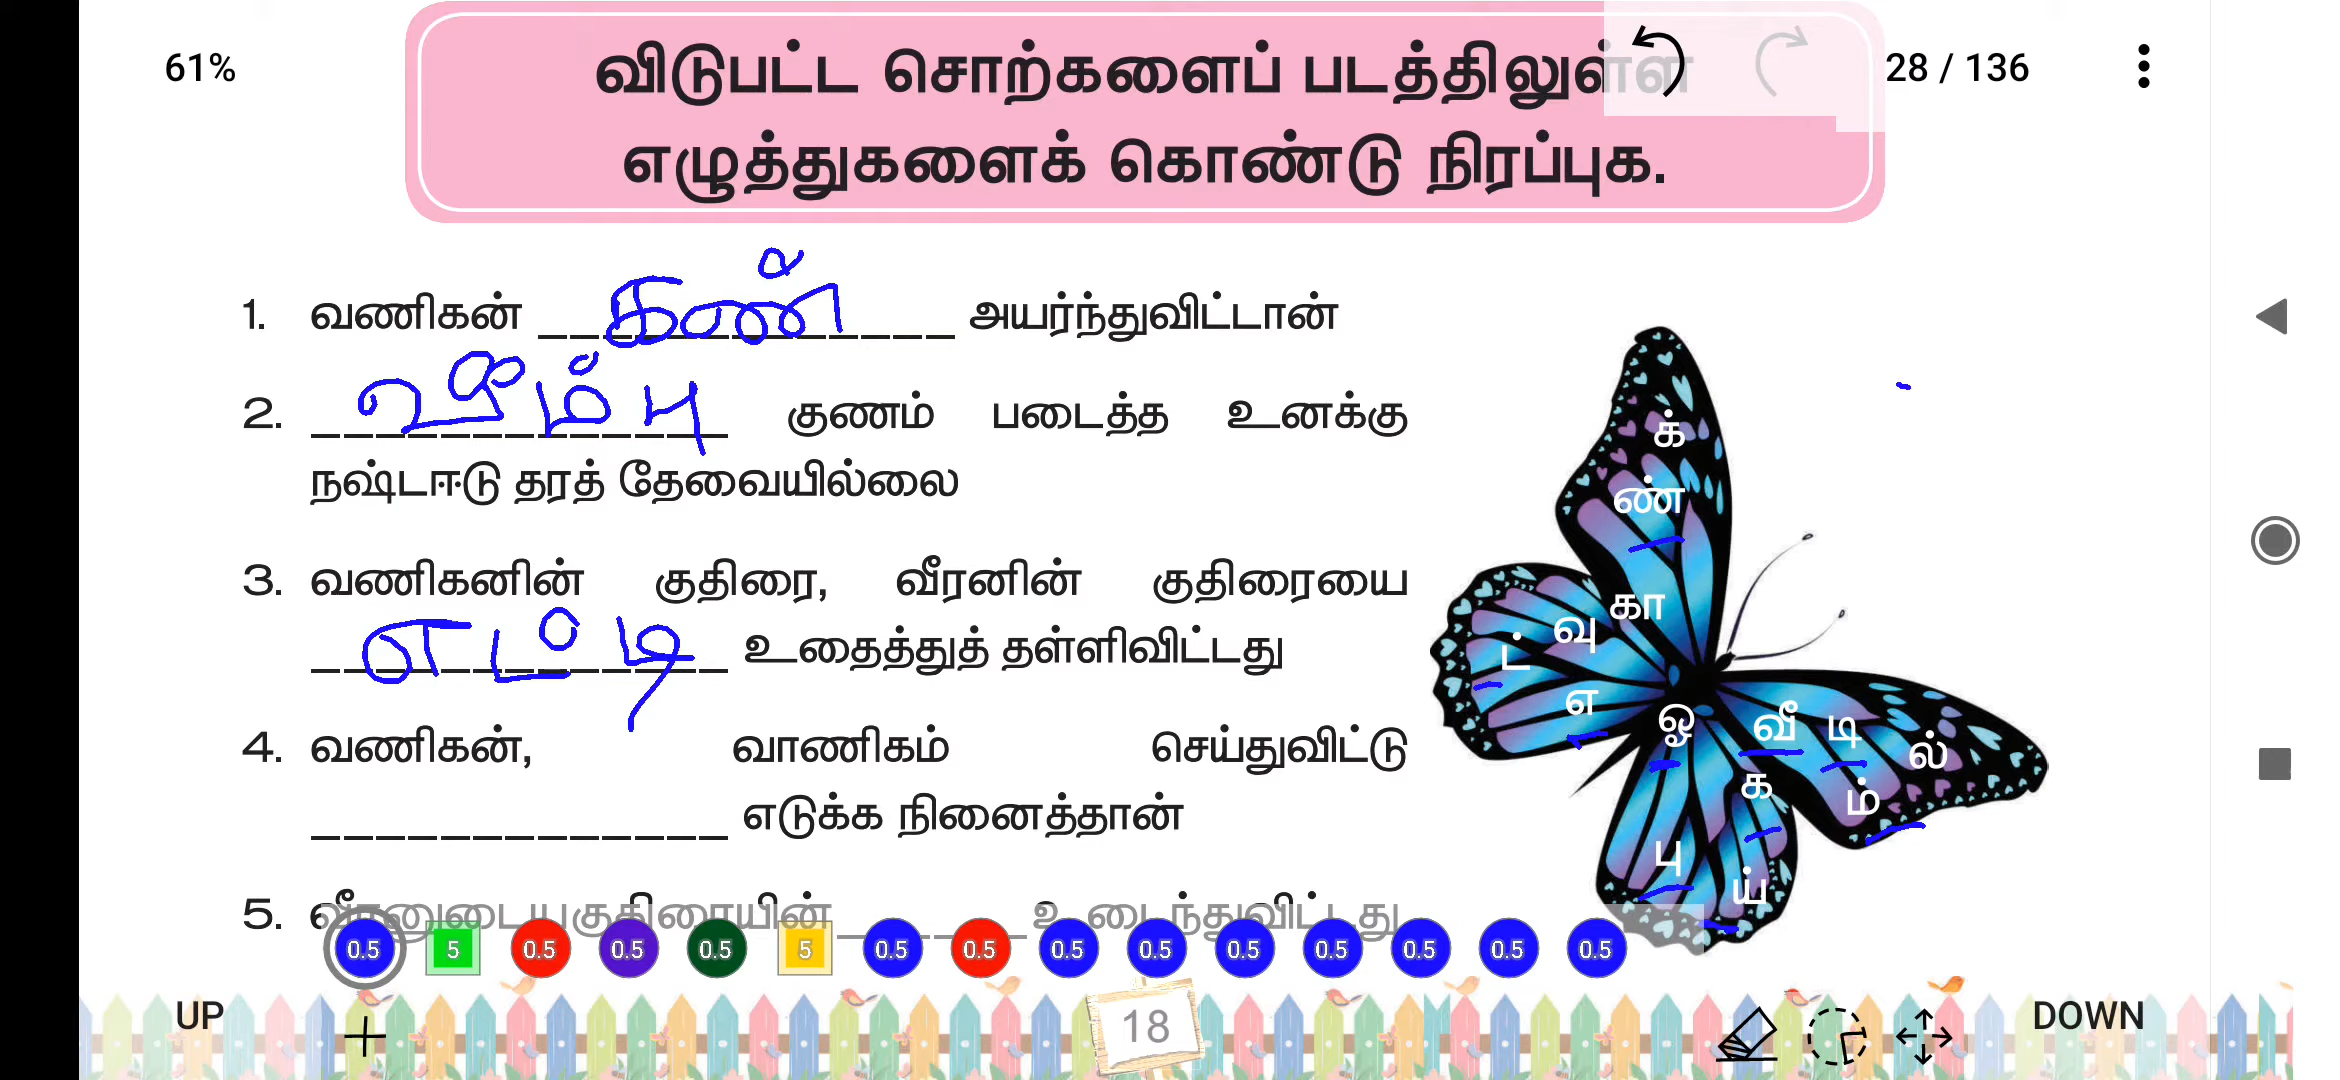 61%
விடுபட்ட சொற்களைப் படத்திலுள்ள
28 / 136
எழுத்துகளைக் கொண்டு நிரப்புக.
1. வணிகன் கண் அயர்ந்துவிட்டான்
2. வீம்பு குணம் படைத்த உனக்கு
நஷ்டஈடு தரத் தேவையில்லை
3. வணிகனின் குதிரை, வீரனின் குதிரையை
எட்டி உதைத்துத் தள்ளிவிட்டது
4. வணிகன், வாணிகம் செய்துவிட்டு
எடுக்க நினைத்தான்
5. வீரனுடைய குதிரையின் உடைந்துவிட்டது
க்
ண்
கா
வு
ட்
எ
ஓ
வீ
டி
ல்
க
ம்
பு
ய்
0.5 5 0.5 0.5 0.5 5 0.5 0.5 0.5 0.5 0.5 0.5 0.5 0.5 0.5
UP
18
DOWN